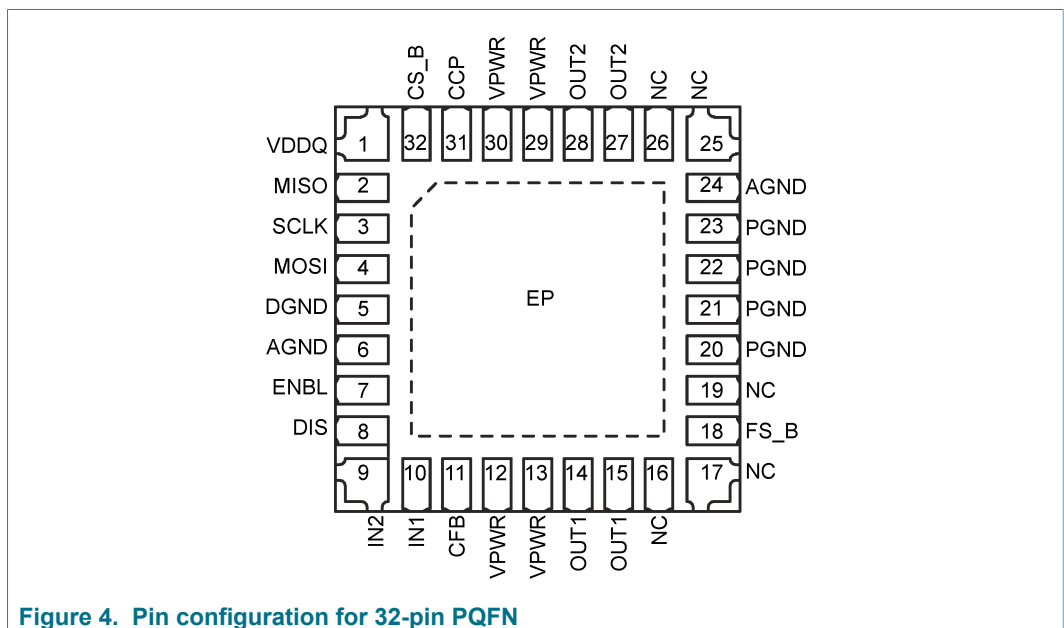 CS_B
CCP
VPWR
VPWR
OUT2
OUT2
NC
NC
32
31
30
29
28
27
26
25
VDDQ 1
MISO 2
SCLK 3
MOSI 4
DGND 5
AGND 6
ENBL 7
DIS 8
9
EP
24 AGND
23 PGND
22 PGND
21 PGND
20 PGND
19 NC
18 FS_B
17 NC
10
11
12
13
14
15
16
IN2
IN1
CFB
VPWR
VPWR
OUT1
OUT1
NC
Figure 4. Pin configuration for 32-pin PQFN